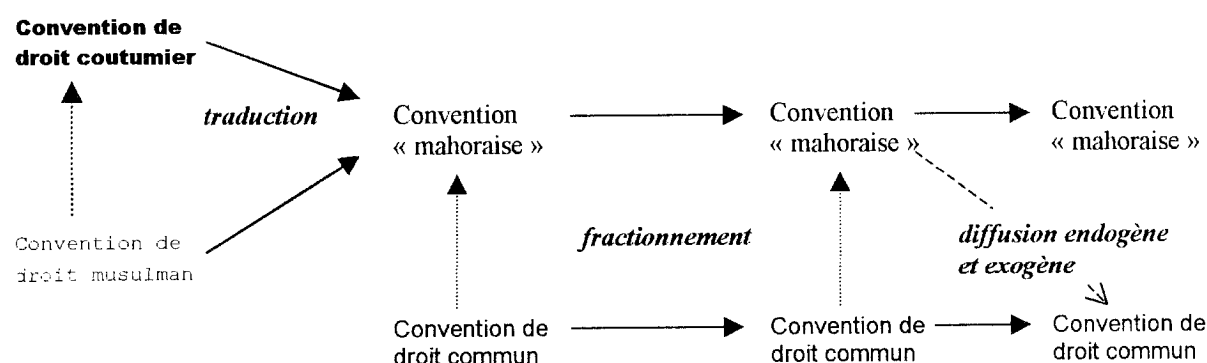 Convention de
droit coutumier
traduction
Convention
« mahoraise »
Convention
« mahoraise »
Convention
« mahoraise »
Convention de
droit musulman
fractionnement
diffusion endogène
et exogène
Convention de
droit commun
Convention de
droit commun
Convention de
droit commun